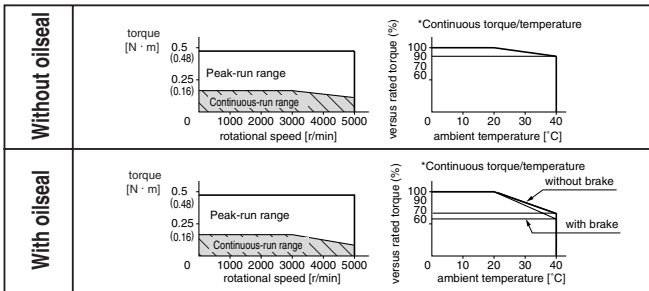 Without oilseal
torque
[N · m]
0.5
(0.48)
0.25
(0.16)
0
Peak-run range
Continuous-run range
1000 2000 3000 4000 5000
rotational speed [r/min]
*Continuous torque/temperature
versus rated torque (%)
100
90
70
60
0
10 20 30 40
ambient temperature [˚C]
With oilseal
torque
[N · m]
0.5
(0.48)
0.25
(0.16)
0
Peak-run range
Continuous-run range
1000 2000 3000 4000 5000
rotational speed [r/min]
*Continuous torque/temperature
without brake
versus rated torque (%)
100
90
70
60
with brake
0
10 20 30 40
ambient temperature [˚C]